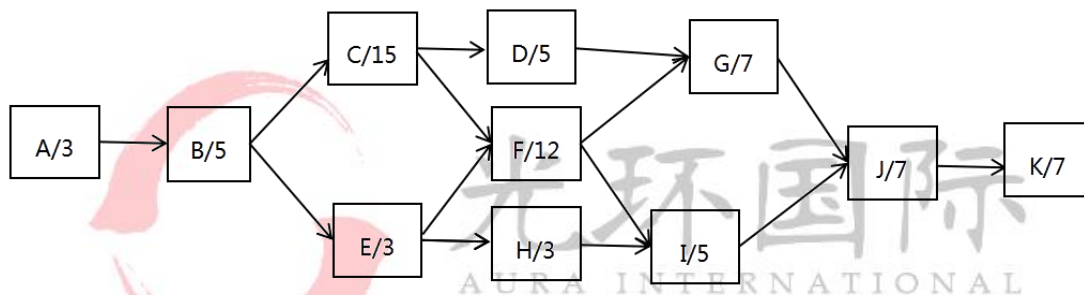 C/15
D/5
G/7
A/3
B/5
F/12
J/7
K/7
E/3
H/3
I/5
光环国际
AURA INTERNATIONAL